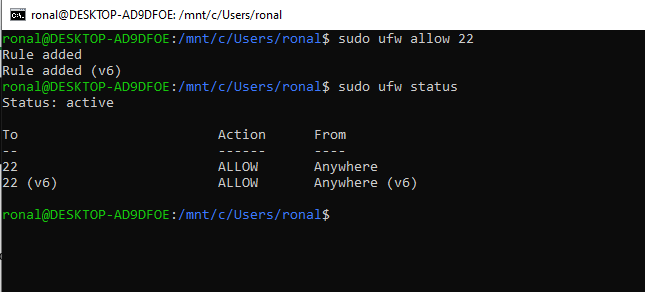 ronal@DESKTOP-AD9DFOE: /mnt/c/Users/ronal
ronal@DESKTOP-AD9DFOE:/mnt/c/Users/ronal$ sudo ufw allow 22
Rule added
Rule added (v6)
ronal@DESKTOP-AD9DFOE:/mnt/c/Users/ronal$ sudo ufw status
Status: active
To                         Action      From
--                         ------      ----
22                         ALLOW       Anywhere
22 (v6)                    ALLOW       Anywhere (v6)
ronal@DESKTOP-AD9DFOE:/mnt/c/Users/ronal$